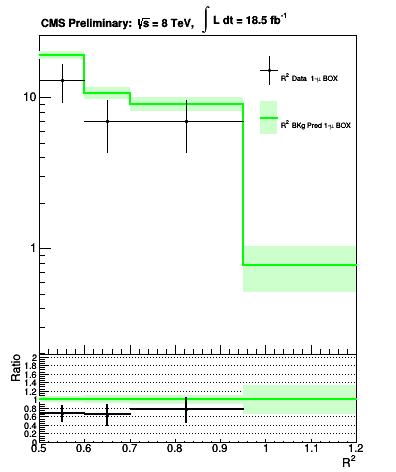 CMS Preliminary: √s = 8 TeV, ∫ L dt = 18.5 fb⁻¹
R² Data 1-μ BOX
R² BKg Pred 1-μ BOX
10
1
Ratio
2
1.8
1.6
1.4
1.2
1
0.8
0.6
0.4
0.2
0
0.5 0.6 0.7 0.8 0.9 1 1.1 1.2
R²